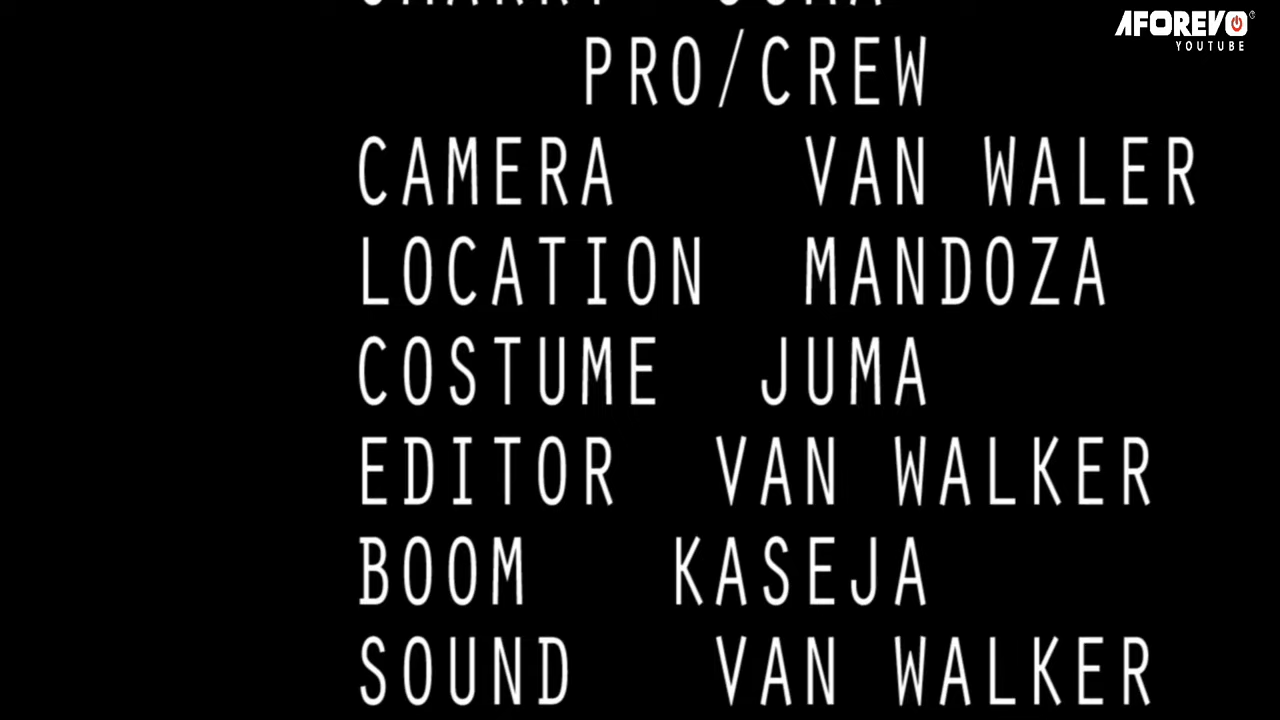 AFOREVO
YOUTUBE
PRO/CREW
CAMERA VAN WALER
LOCATION MANDOZA
COSTUME JUMA
EDITOR VAN WALKER
BOOM KASEJA
SOUND VAN WALKER